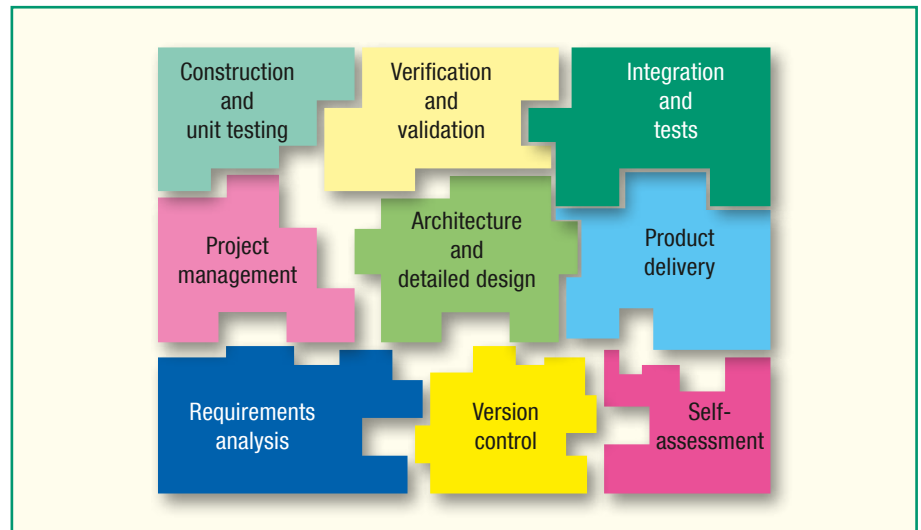 Construction
and
unit testing
Verification
and
validation
Integration
and
tests
Project
management
Architecture
and
detailed design
Product
delivery
Requirements
analysis
Version
control
Self-
assessment